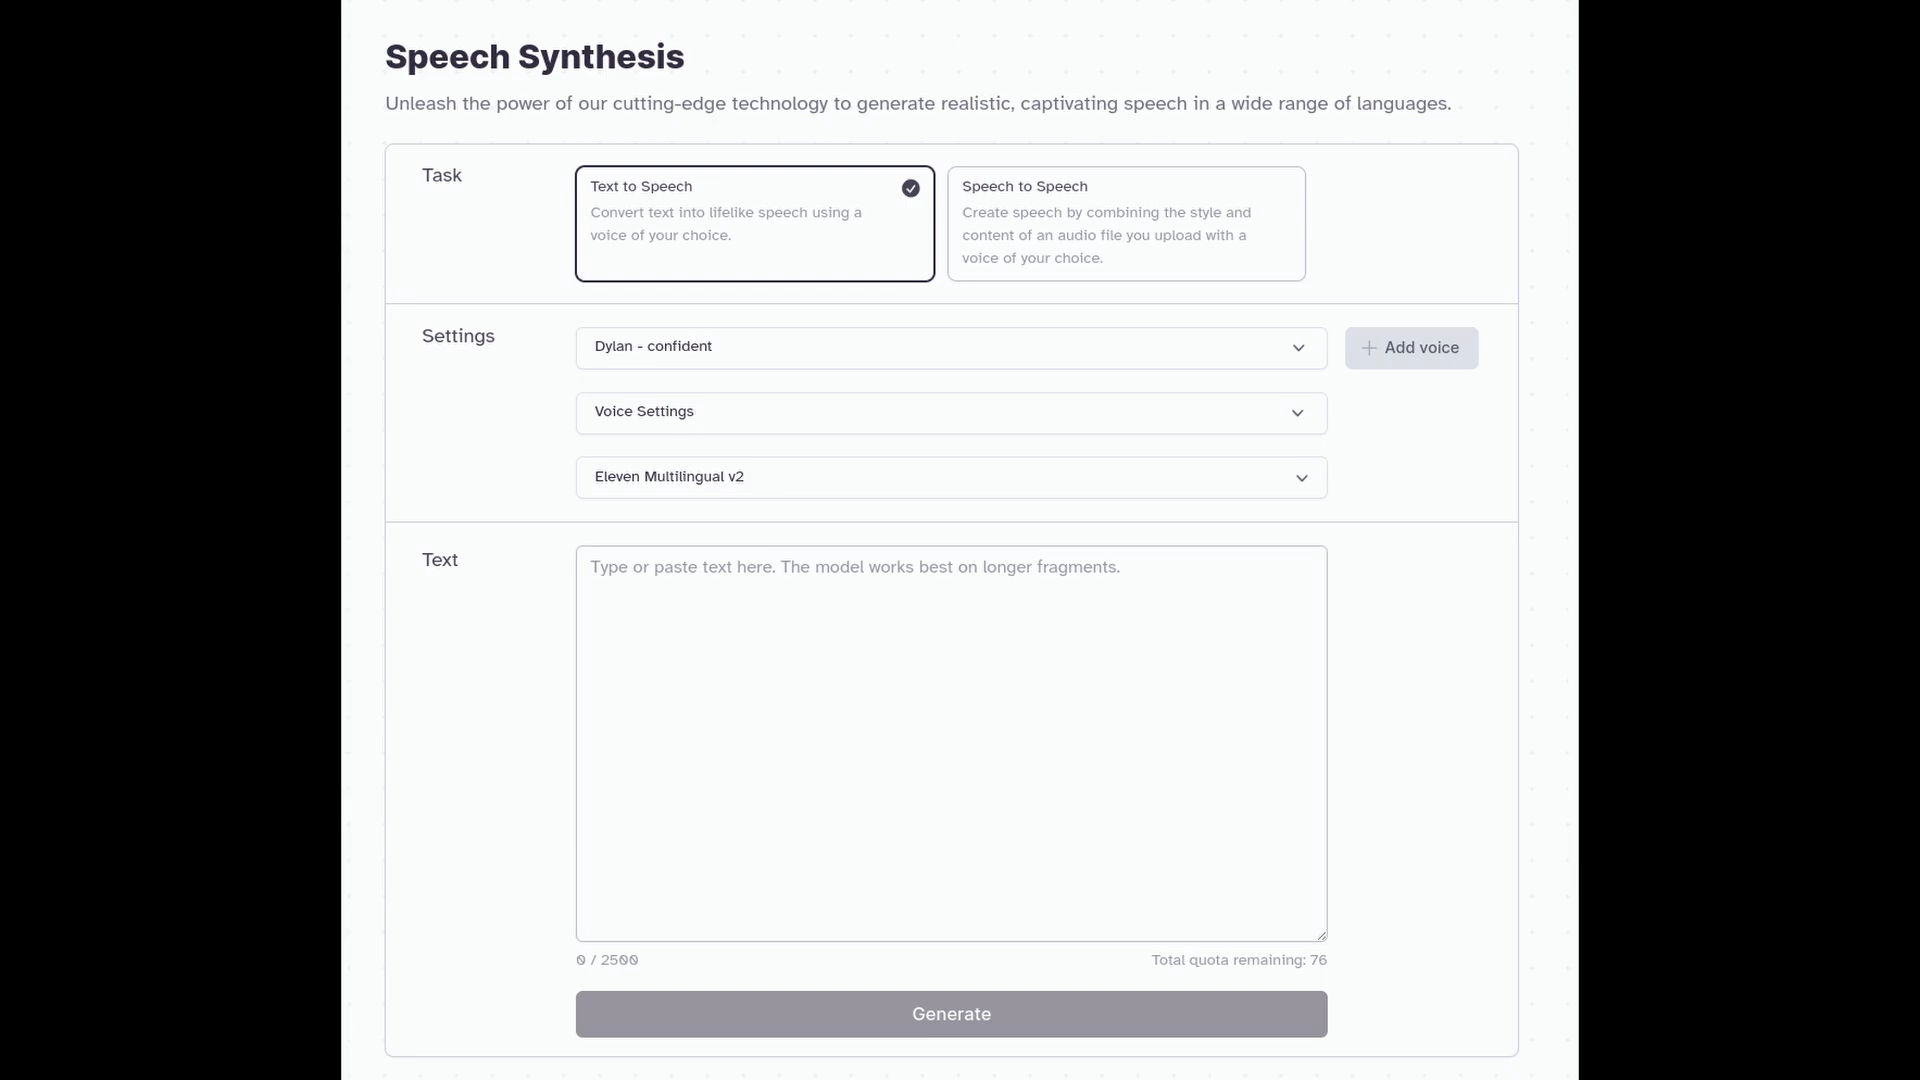 Speech Synthesis
Unleash the power of our cutting-edge technology to generate realistic, captivating speech in a wide range of languages.
Task
Text to Speech
Convert text into lifelike speech using a
voice of your choice.
Speech to Speech
Create speech by combining the style and
content of an audio file you upload with a
voice of your choice.
Settings
Dylan - confident
Add voice
Voice Settings
Eleven Multilingual v2
Text
Type or paste text here. The model works best on longer fragments.
0 / 2500
Total quota remaining: 76
Generate